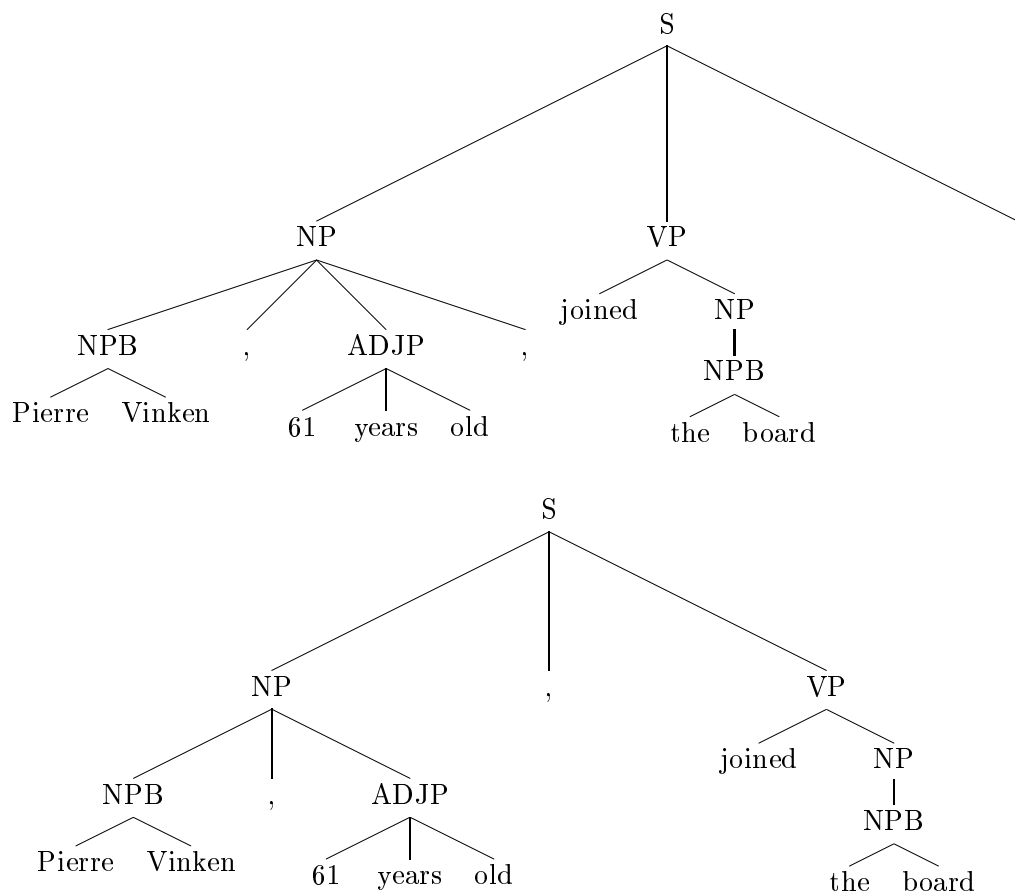 S
NP VP
joined NP
NPB , ADJP ,
NPB
Pierre Vinken 61 years old the board
S
NP , VP
joined NP
NPB , ADJP
NPB
Pierre Vinken 61 years old the board